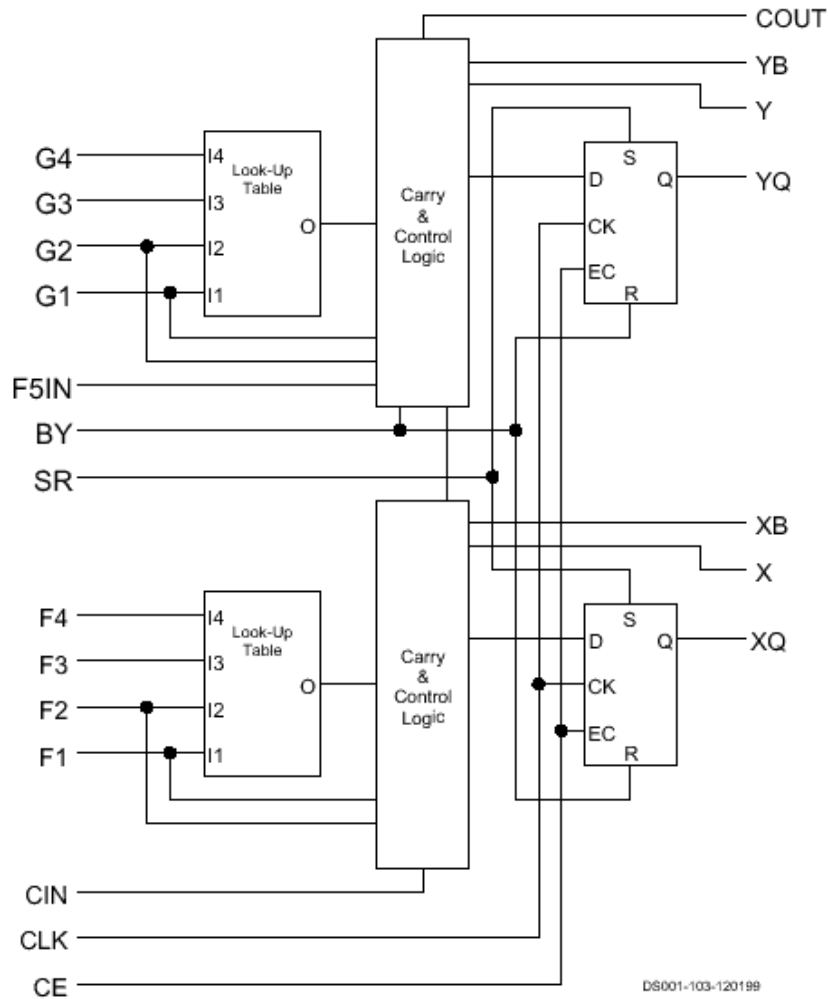 COUT
YB
Y
G4
G3
G2
G1
I4
I3
I2
I1
Look-Up
Table
O
Carry
&
Control
Logic
S
D
Q
CK
EC
R
YQ
F5IN
BY
SR
XB
X
F4
F3
F2
F1
I4
I3
I2
I1
Look-Up
Table
O
Carry
&
Control
Logic
S
D
Q
CK
EC
R
XQ
CIN
CLK
CE
DS001-103-120199